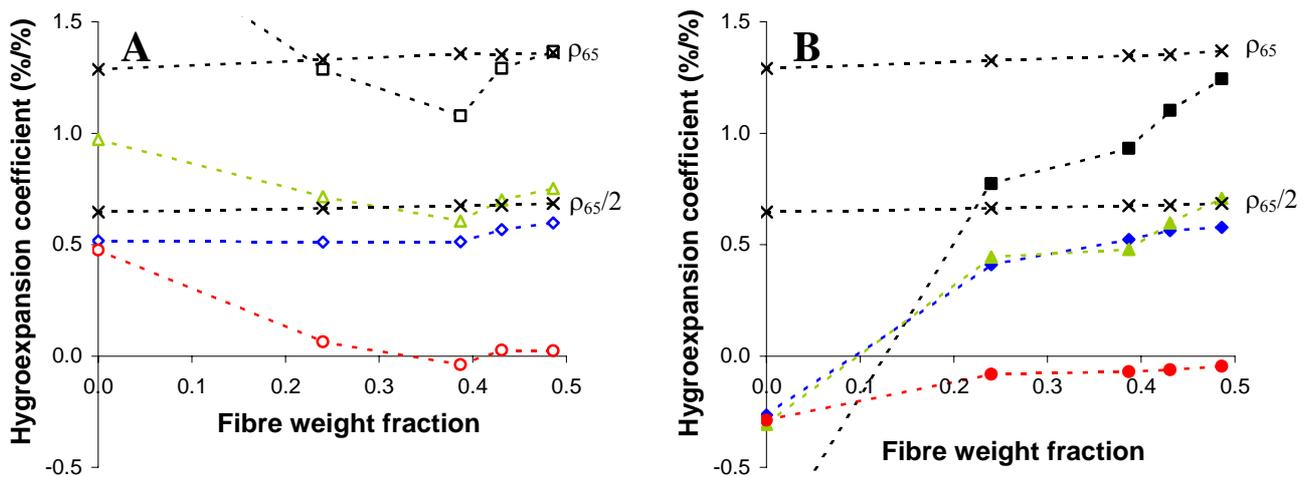 Hygroexpansion coefficient (%/%)
1.5
1.0
0.5
0.0
-0.5
A
ρ65
ρ65/2
0.0 0.1 0.2 0.3 0.4 0.5
Fibre weight fraction
Hygroexpansion coefficient (%/%)
1.5
1.0
0.5
0.0
-0.5
B
ρ65
ρ65/2
0.0 0.1 0.2 0.3 0.4 0.5
Fibre weight fraction